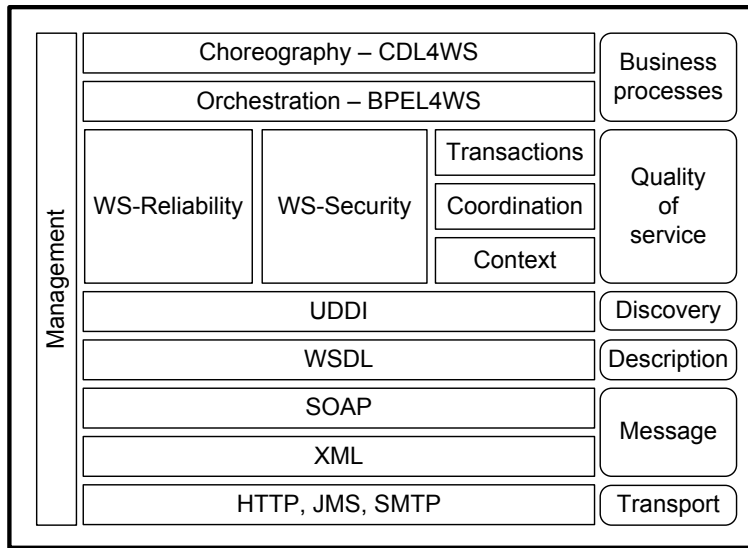 Management
Choreography – CDL4WS
Orchestration – BPEL4WS
Business
processes
WS-Reliability
WS-Security
Transactions
Coordination
Context
Quality
of
service
UDDI
Discovery
WSDL
Description
SOAP
XML
Message
HTTP, JMS, SMTP
Transport